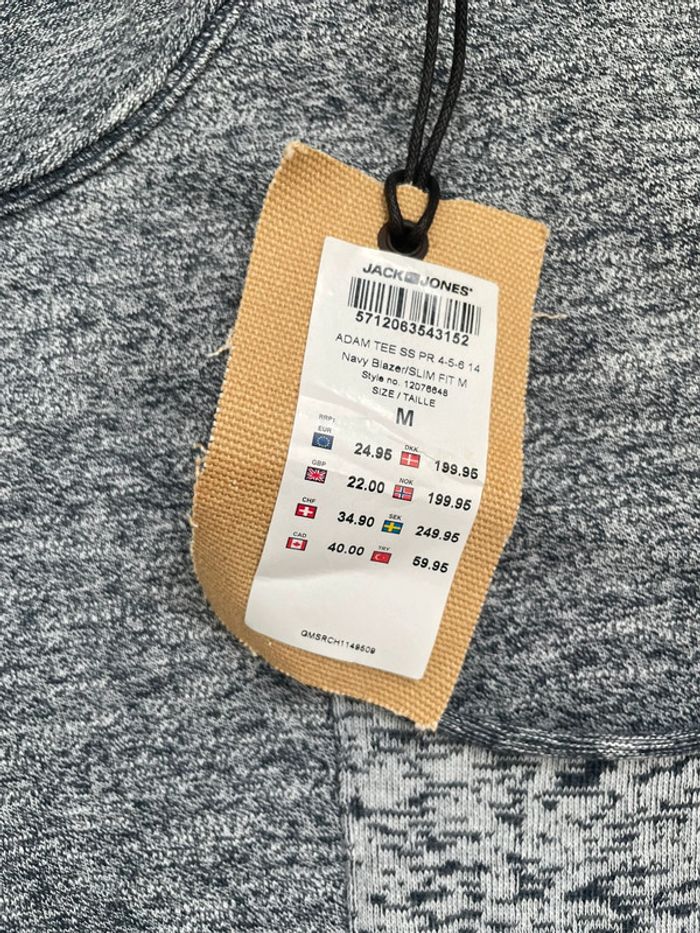 JACK JONES®
5712063543152
ADAM TEE SS PR 4-5-6 14
Navy Blazer/SLIM FIT M
Style no. 12076648
SIZE / TAILLE
M
RRP:
EUR 24.95 DKK 199.95
GBP 22.00 NOK 199.95
CHF 34.90 SEK 249.95
CAD 40.00 TRY 59.95
QMSRCH1149509